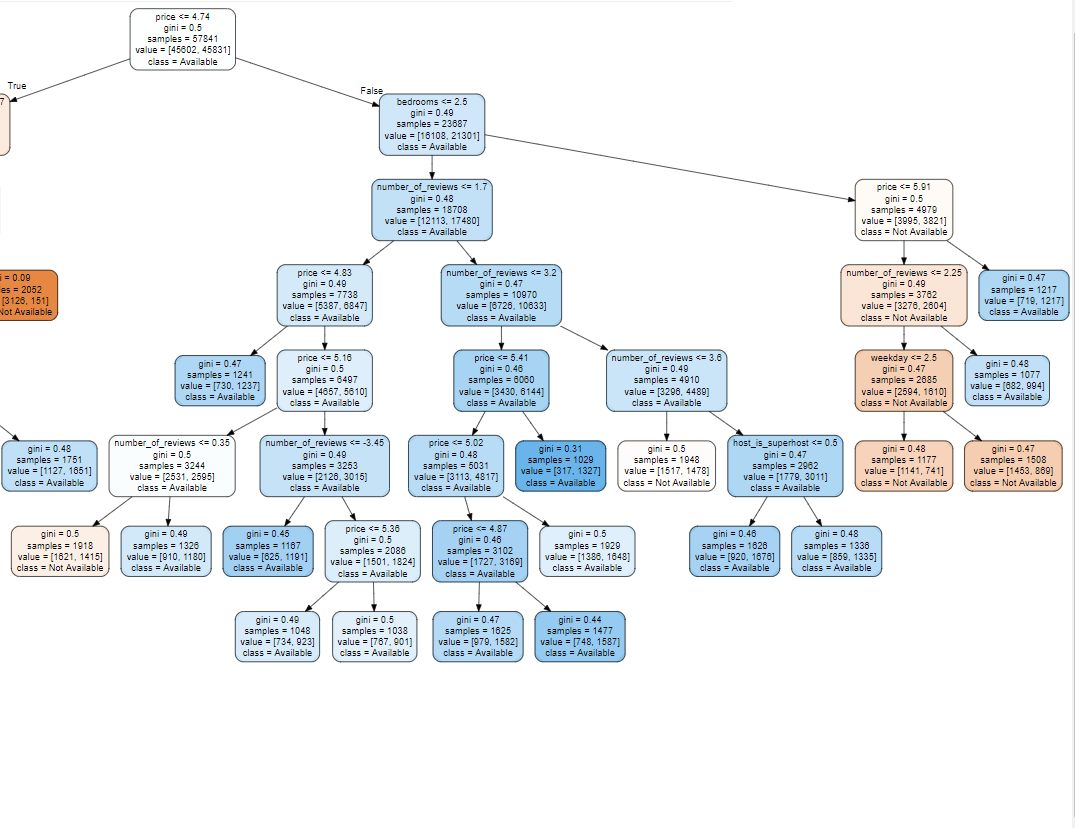 price <= 4.74
gini = 0.5
samples = 57841
value = [45602, 45831]
class = Available
True
False
7
bedrooms <= 2.5
gini = 0.49
samples = 23687
value = [16108, 21301]
class = Available
number_of_reviews <= 1.7
gini = 0.48
samples = 18708
value = [12113, 17480]
class = Available
price <= 5.91
gini = 0.5
samples = 4979
value = [3995, 3821]
class = Not Available
i = 0.09
es = 2052
[3126, 151]
Not Available
price <= 4.83
gini = 0.49
samples = 7738
value = [5387, 6847]
class = Available
number_of_reviews <= 3.2
gini = 0.47
samples = 10970
value = [6726, 10633]
class = Available
number_of_reviews <= 2.25
gini = 0.49
samples = 3762
value = [3276, 2604]
class = Not Available
gini = 0.47
samples = 1217
value = [719, 1217]
class = Available
gini = 0.47
samples = 1241
value = [730, 1237]
class = Available
price <= 5.16
gini = 0.5
samples = 6497
value = [4657, 5610]
class = Available
price <= 5.41
gini = 0.46
samples = 6060
value = [3430, 6144]
class = Available
number_of_reviews <= 3.6
gini = 0.49
samples = 4910
value = [3296, 4489]
class = Available
weekday <= 2.5
gini = 0.47
samples = 2685
value = [2594, 1610]
class = Not Available
gini = 0.48
samples = 1077
value = [682, 994]
class = Available
gini = 0.48
samples = 1751
value = [1127, 1651]
class = Available
number_of_reviews <= 0.35
gini = 0.5
samples = 3244
value = [2531, 2595]
class = Available
number_of_reviews <= -3.45
gini = 0.49
samples = 3253
value = [2126, 3015]
class = Available
price <= 5.02
gini = 0.48
samples = 5031
value = [3113, 4817]
class = Available
gini = 0.31
samples = 1029
value = [317, 1327]
class = Available
gini = 0.5
samples = 1948
value = [1517, 1478]
class = Not Available
host_is_superhost <= 0.5
gini = 0.47
samples = 2962
value = [1779, 3011]
class = Available
gini = 0.48
samples = 1177
value = [1141, 741]
class = Not Available
gini = 0.47
samples = 1508
value = [1453, 869]
class = Not Available
gini = 0.5
samples = 1918
value = [1621, 1415]
class = Not Available
gini = 0.49
samples = 1326
value = [910, 1180]
class = Available
gini = 0.45
samples = 1167
value = [625, 1191]
class = Available
price <= 5.36
gini = 0.5
samples = 2086
value = [1501, 1824]
class = Available
price <= 4.87
gini = 0.46
samples = 3102
value = [1727, 3169]
class = Available
gini = 0.5
samples = 1929
value = [1386, 1648]
class = Available
gini = 0.46
samples = 1626
value = [920, 1676]
class = Available
gini = 0.48
samples = 1336
value = [859, 1335]
class = Available
gini = 0.49
samples = 1048
value = [734, 923]
class = Available
gini = 0.5
samples = 1038
value = [767, 901]
class = Available
gini = 0.47
samples = 1625
value = [979, 1582]
class = Available
gini = 0.44
samples = 1477
value = [748, 1587]
class = Available